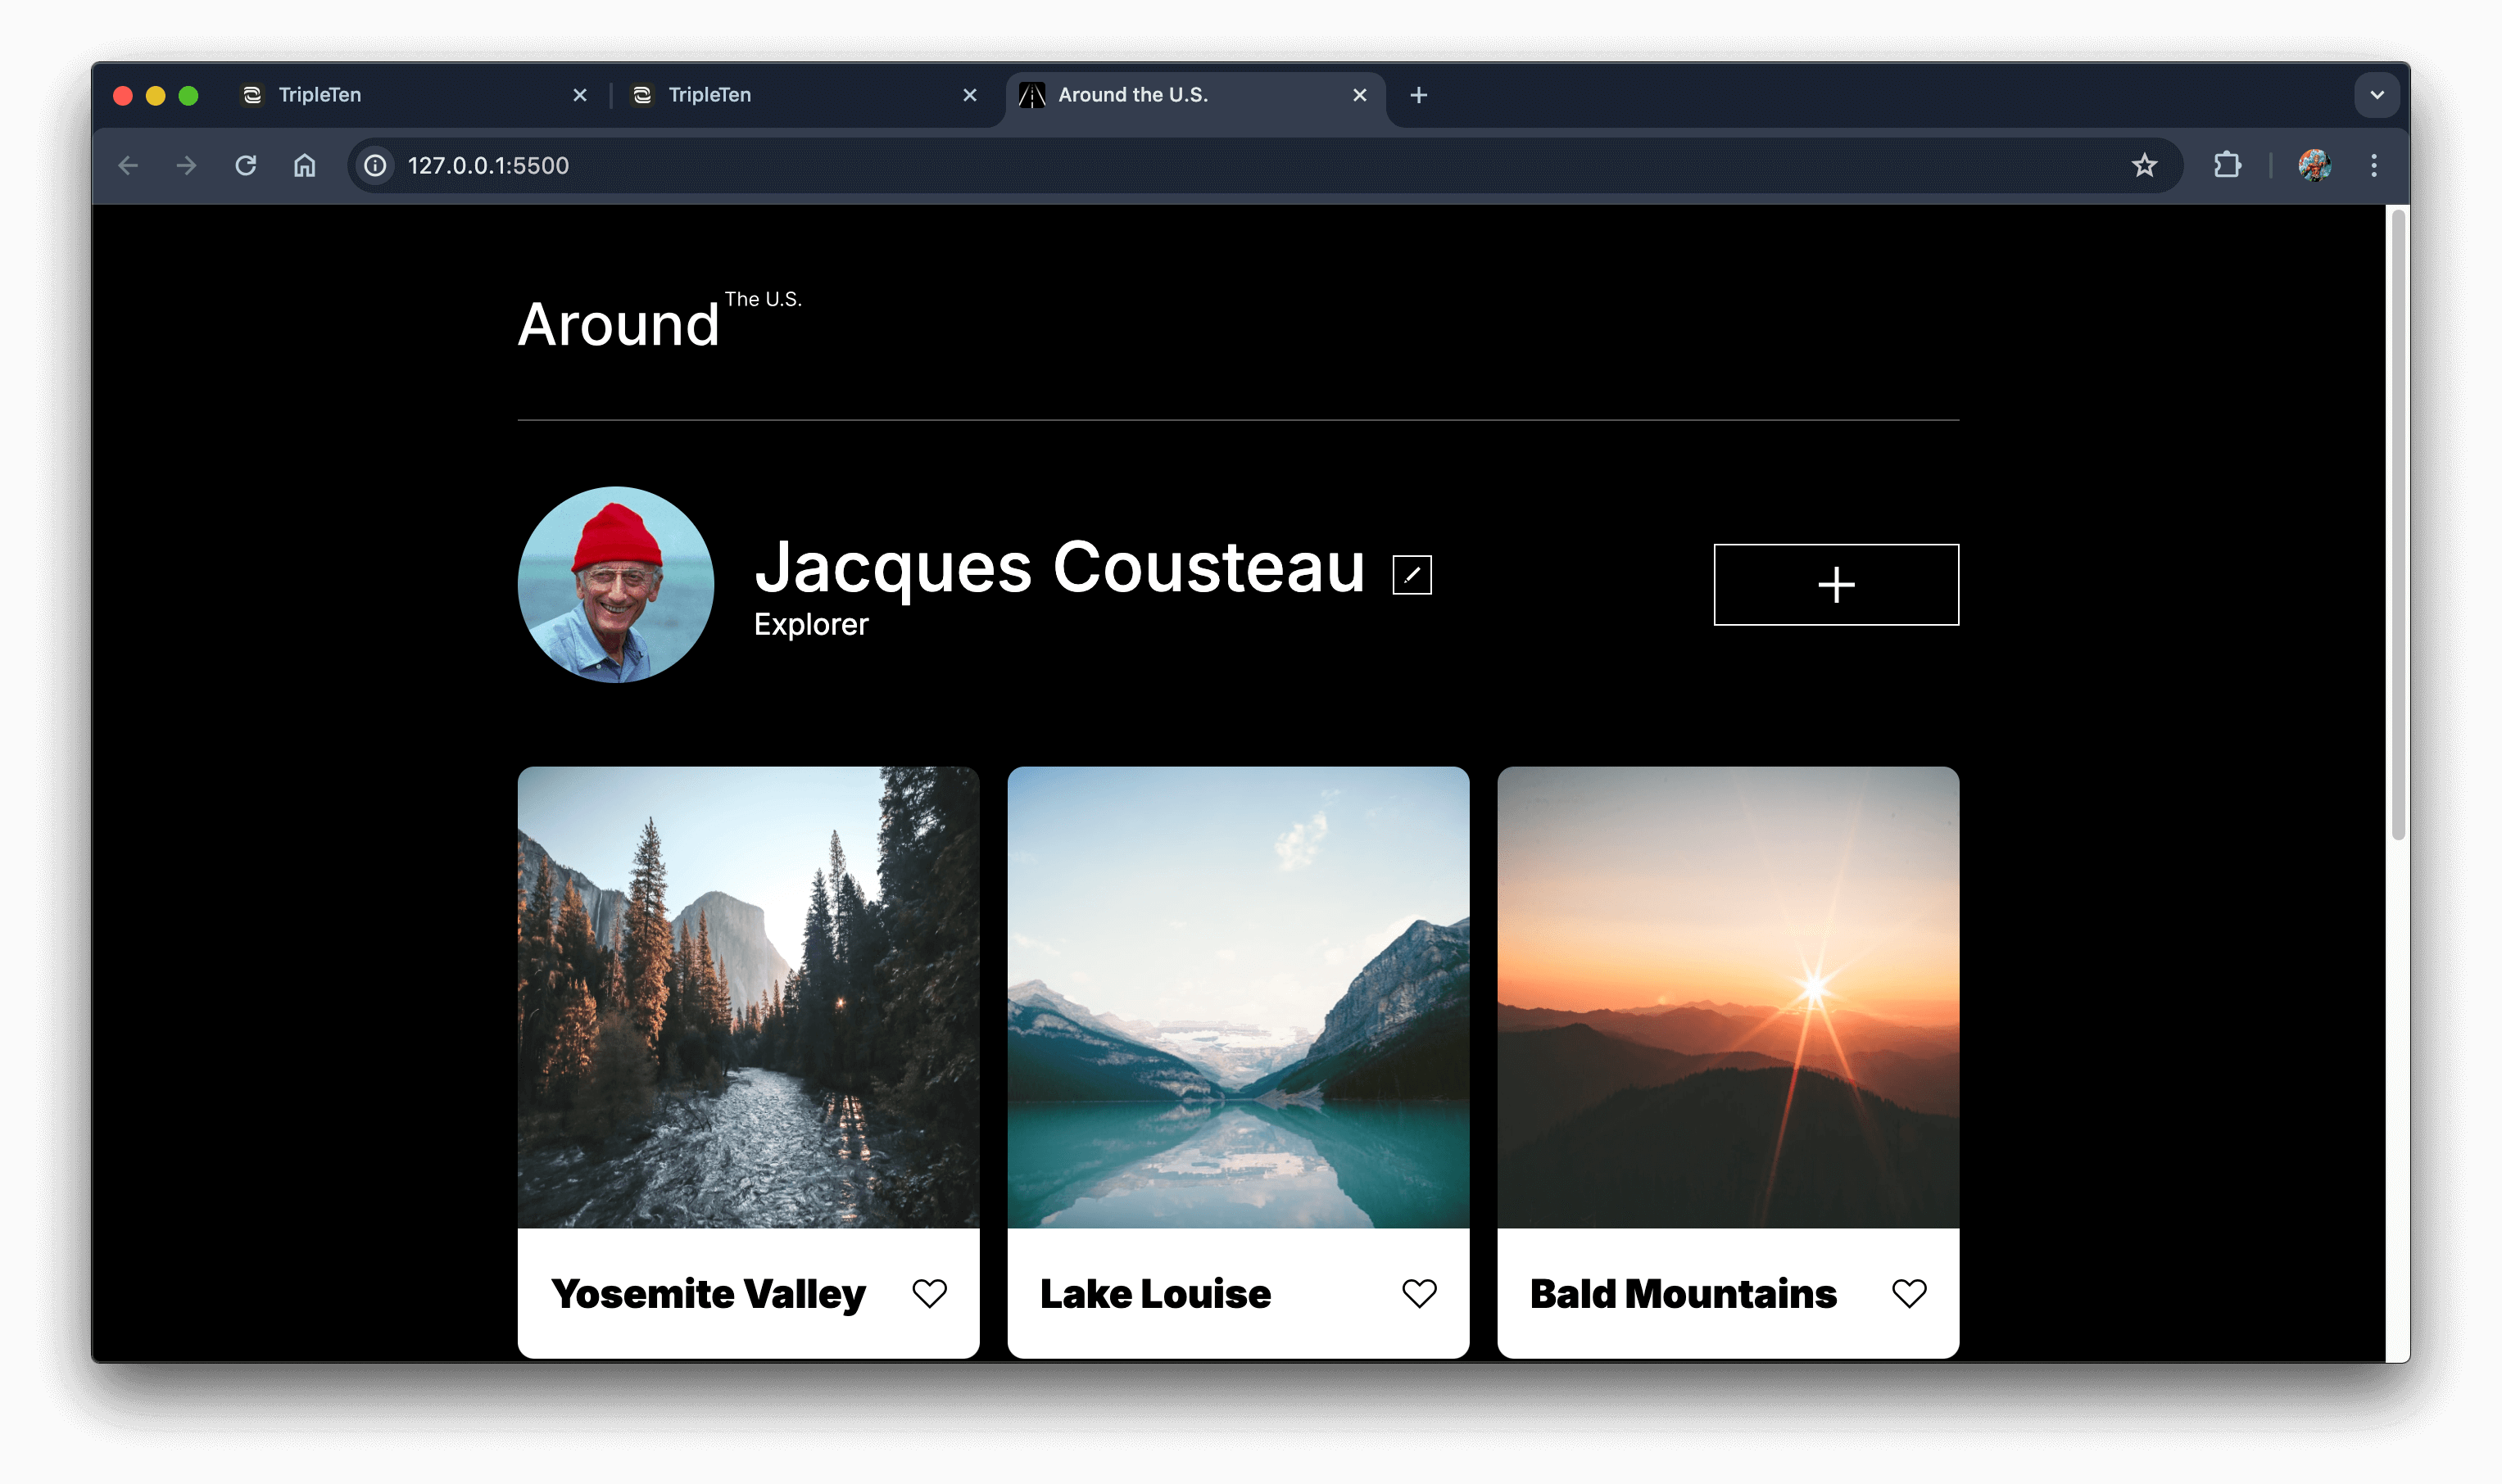 TripleTen
TripleTen
Around the U.S.
127.0.0.1:5500
Around The U.S.
Jacques Cousteau
Explorer
Yosemite Valley
Lake Louise
Bald Mountains